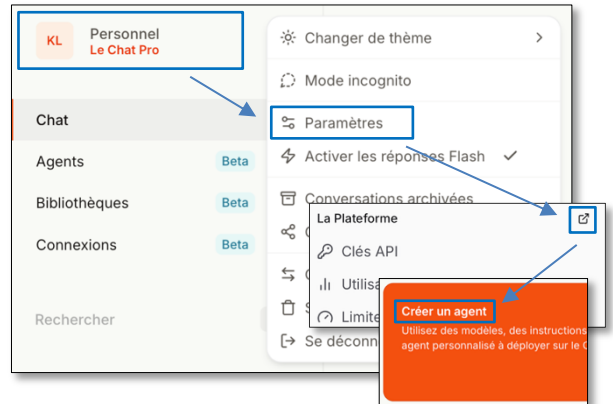 KL
Personnel
Le Chat Pro
Chat
Agents Beta
Bibliothèques Beta
Connexions Beta
Rechercher
Changer de thème
Mode incognito
Paramètres
Activer les réponses Flash
Conversations archivées
Se déconn
La Plateforme
Clés API
Utilisa
Limite
Créer un agent
Utilisez des modèles, des instructions
agent personnalisé à déployer sur le C